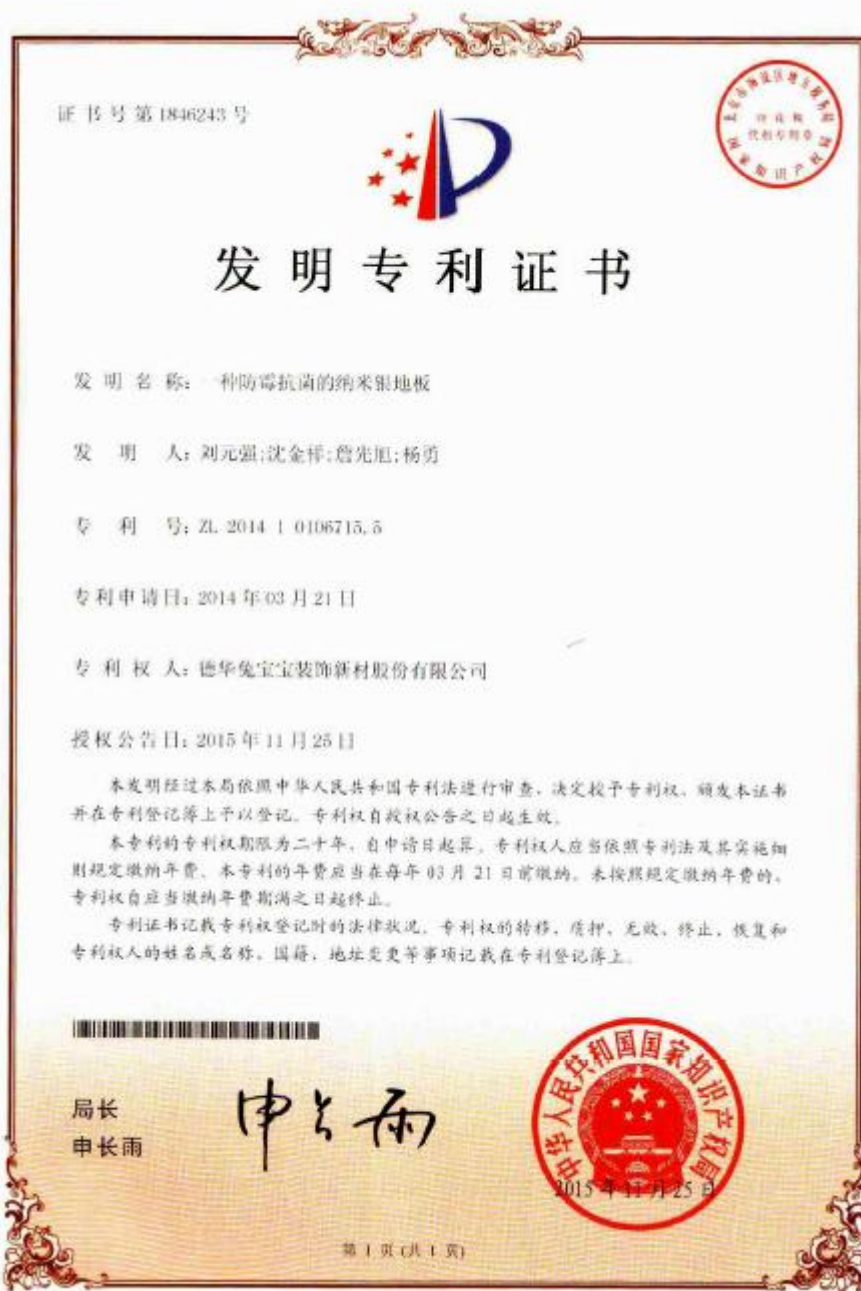 证书号第1846243号
发明专利证书
发明名称：一种防霉抗菌的纳米银地板
发明人：刘元强;沈金祥;詹先旭;杨勇
专利号：ZL 2014 1 0106715.5
专利申请日：2014年03月21日
专利权人：德华兔宝宝装饰新材股份有限公司
授权公告日：2015年11月25日
本发明经过本局依照中华人民共和国专利法进行审查，决定授予专利权，颁发本证书
并在专利登记簿上予以登记。专利权自授权公告之日起生效。
本专利的专利权期限为二十年，自申请日起算。专利权人应当依照专利法及其实施细
则规定缴纳年费。本专利的年费应当在每年03月21日前缴纳。未按照规定缴纳年费的，
专利权自应当缴纳年费期满之日起终止。
专利证书记载专利权登记时的法律状况。专利权的转移、质押、无效、终止、恢复和
专利权人的姓名或名称、国籍、地址变更等事项记载在专利登记簿上。
局长
申长雨
申长雨
中华人民共和国国家知识产权局
2015年11月25日
第1页(共1页)